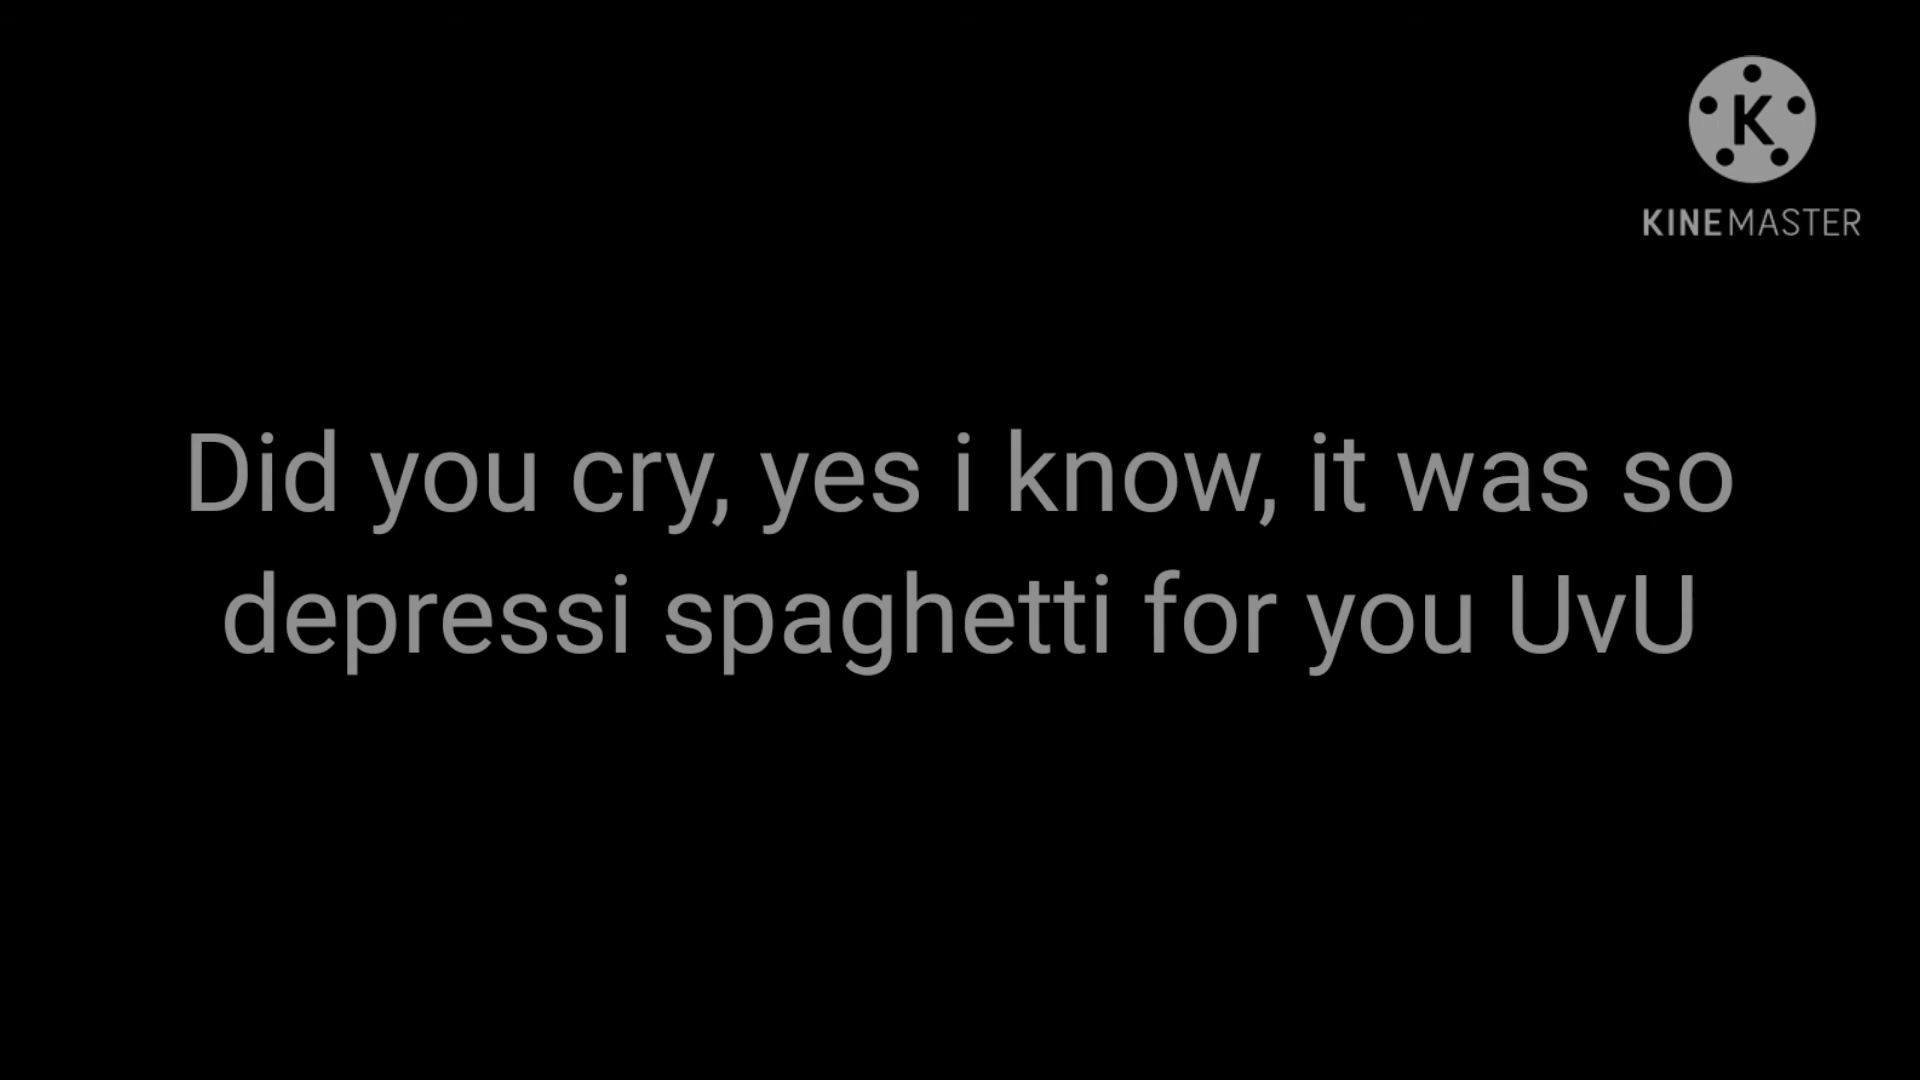 K
KINEMASTER
Did you cry, yes i know, it was so
depressi spaghetti for you UvU